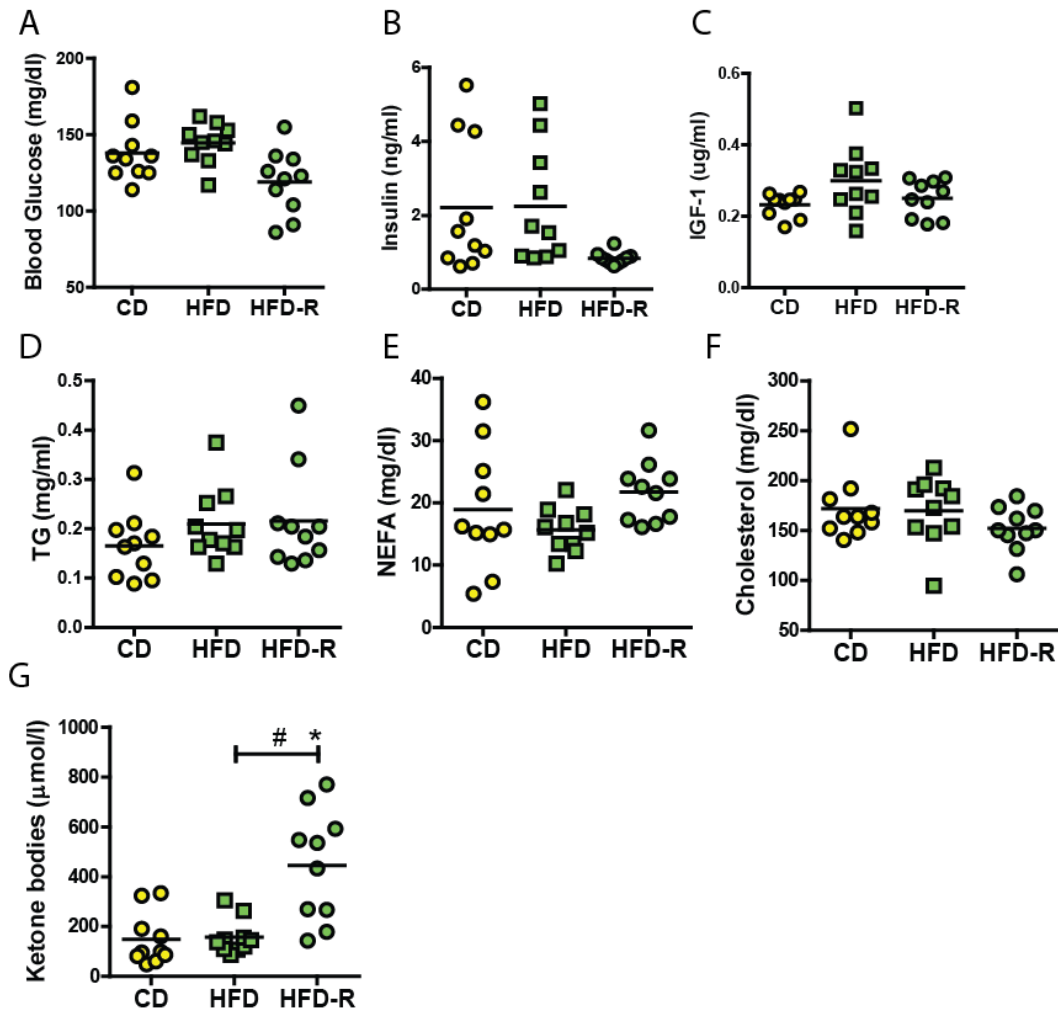 A
Blood Glucose (mg/dl)
200
150
100
50
CD HFD HFD-R
B
Insulin (ng/ml)
6
4
2
0
CD HFD HFD-R
C
IGF-1 (ug/ml)
0.6
0.4
0.2
0.0
CD HFD HFD-R
D
TG (mg/ml)
0.5
0.4
0.3
0.2
0.1
0.0
CD HFD HFD-R
E
NEFA (mg/dl)
40
30
20
10
0
CD HFD HFD-R
F
Cholesterol (mg/dl)
300
250
200
150
100
50
CD HFD HFD-R
G
Ketone bodies (μmol/l)
1000
800
600
400
200
0
# *
CD HFD HFD-R